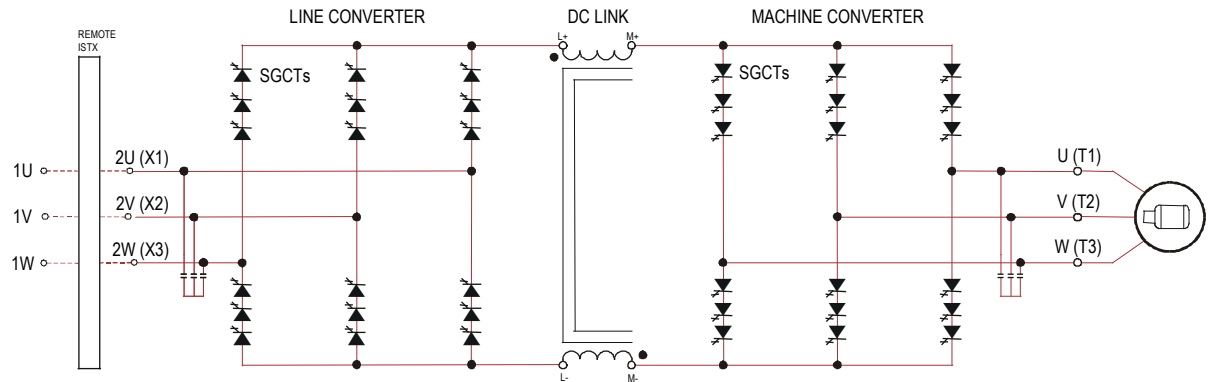 LINE CONVERTER
DC LINK
MACHINE CONVERTER
REMOTE
ISTX
L+
M+
SGCTs
SGCTs
1U
2U (X1)
U (T1)
1V
2V (X2)
V (T2)
1W
2W (X3)
W (T3)
L-
M-